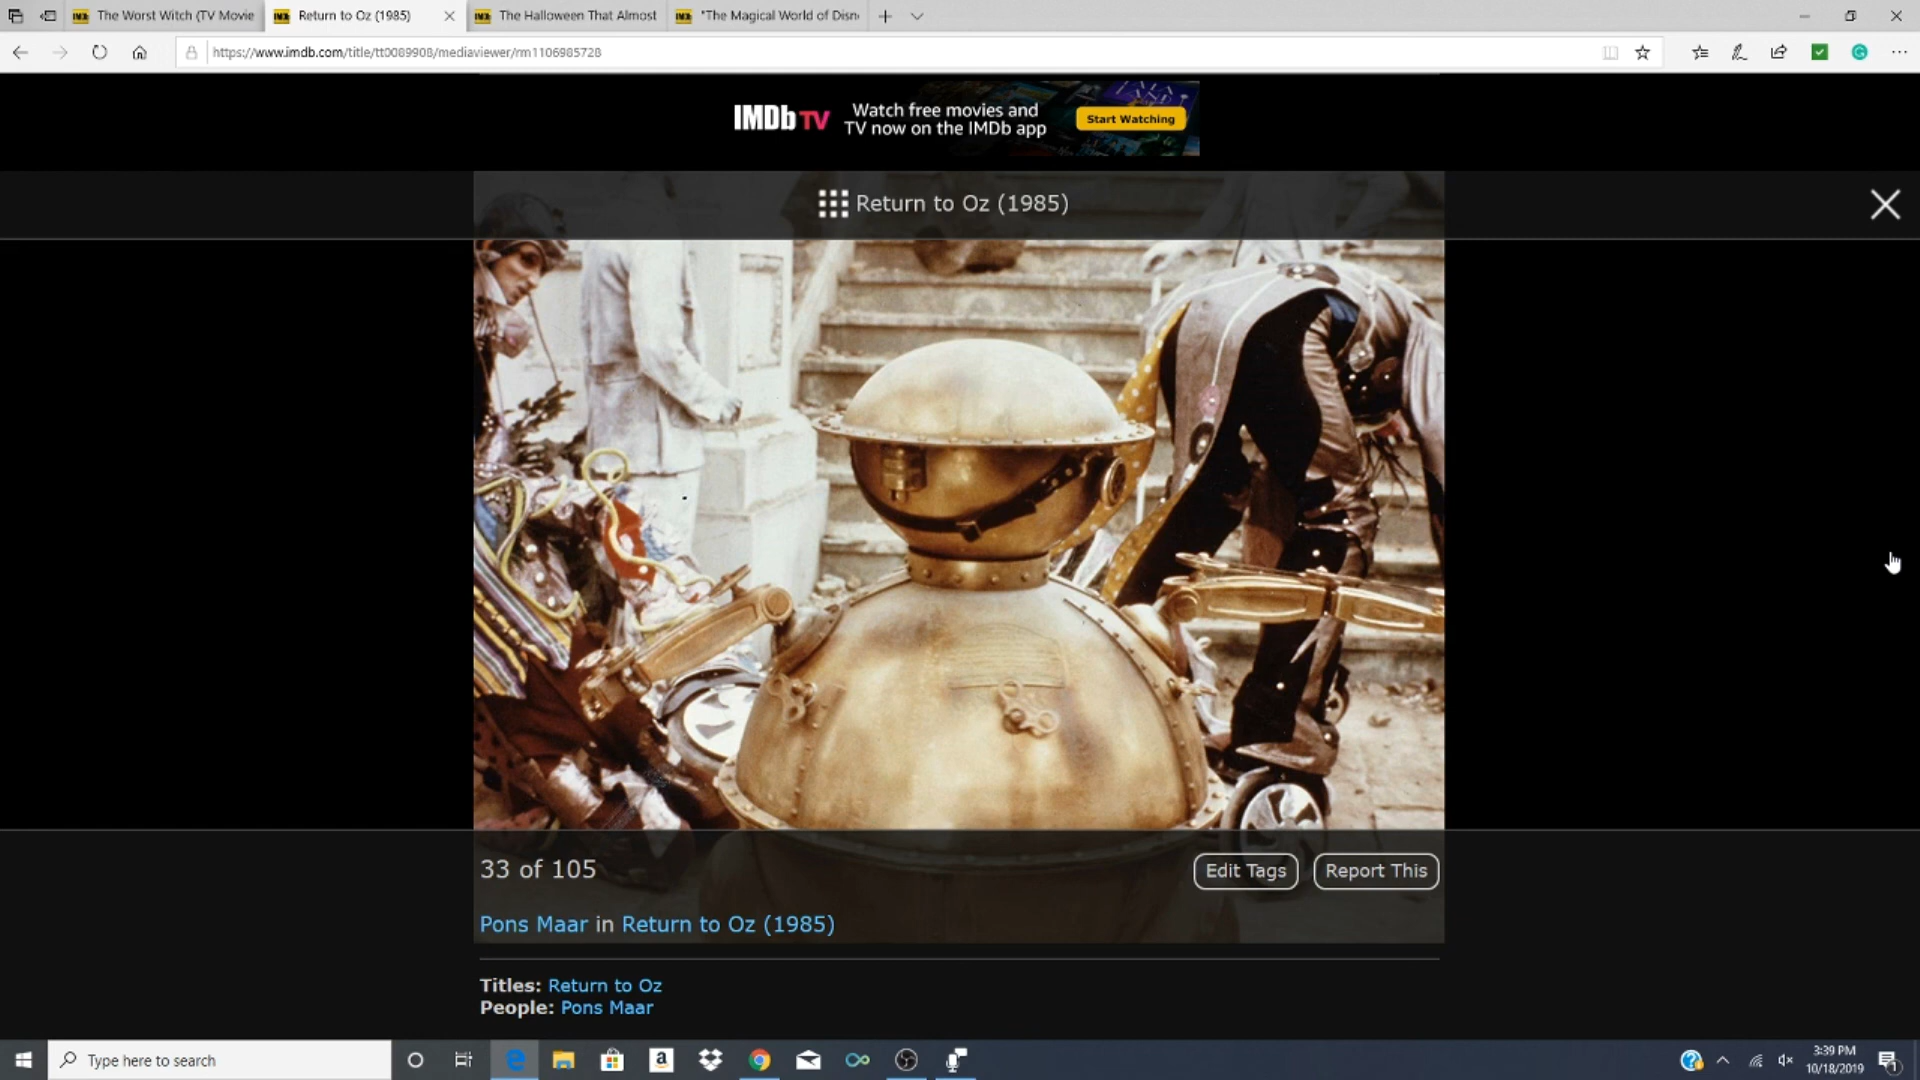 The Worst Witch (TV Movie
Return to Oz (1985)
The Halloween That Almost
"The Magical World of Disn
https://www.imdb.com/title/tt0089908/mediaviewer/rm1106985728
IMDb TV
Watch free movies and
TV now on the IMDb app
Start Watching
Return to Oz (1985)
33 of 105
Edit Tags
Report This
Pons Maar in Return to Oz (1985)
Titles: Return to Oz
People: Pons Maar
Type here to search
3:39 PM
10/18/2019